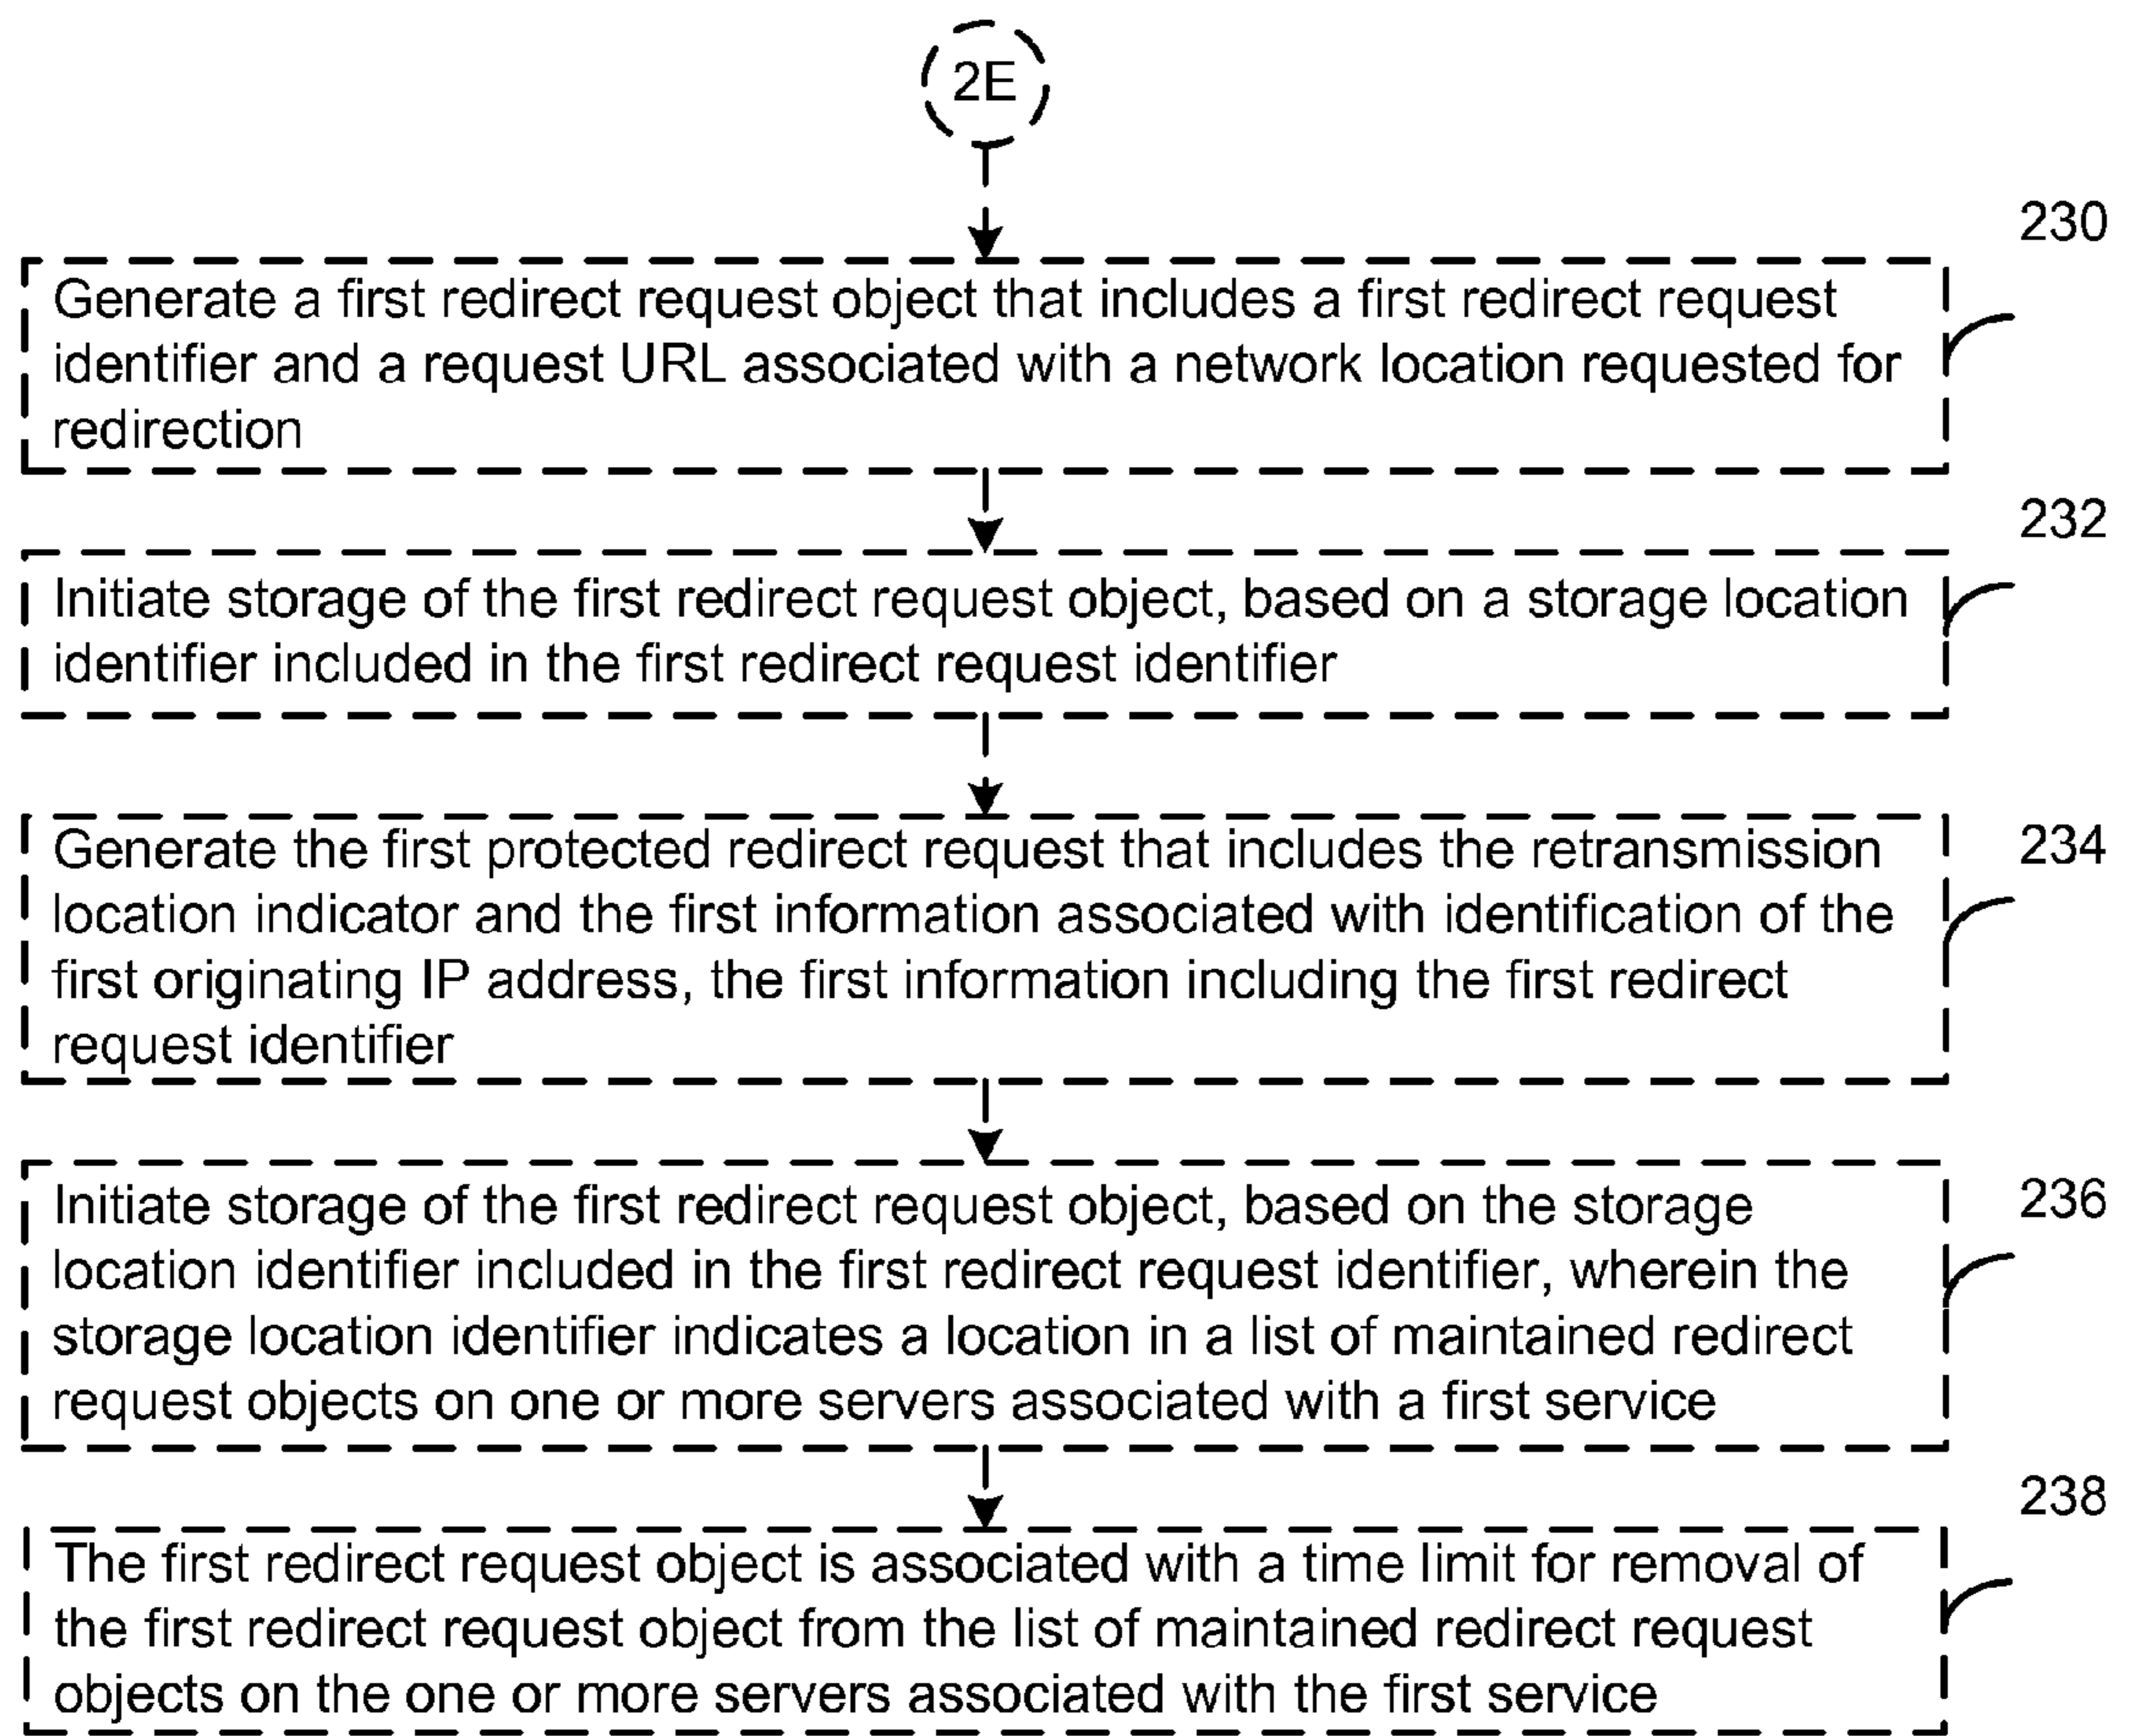 2E
230
Generate a first redirect request object that includes a first redirect request
identifier and a request URL associated with a network location requested for
redirection
232
Initiate storage of the first redirect request object, based on a storage location
identifier included in the first redirect request identifier
234
Generate the first protected redirect request that includes the retransmission
location indicator and the first information associated with identification of the
first originating IP address, the first information including the first redirect
request identifier
236
Initiate storage of the first redirect request object, based on the storage
location identifier included in the first redirect request identifier, wherein the
storage location identifier indicates a location in a list of maintained redirect
request objects on one or more servers associated with a first service
238
The first redirect request object is associated with a time limit for removal of
the first redirect request object from the list of maintained redirect request
objects on the one or more servers associated with the first service